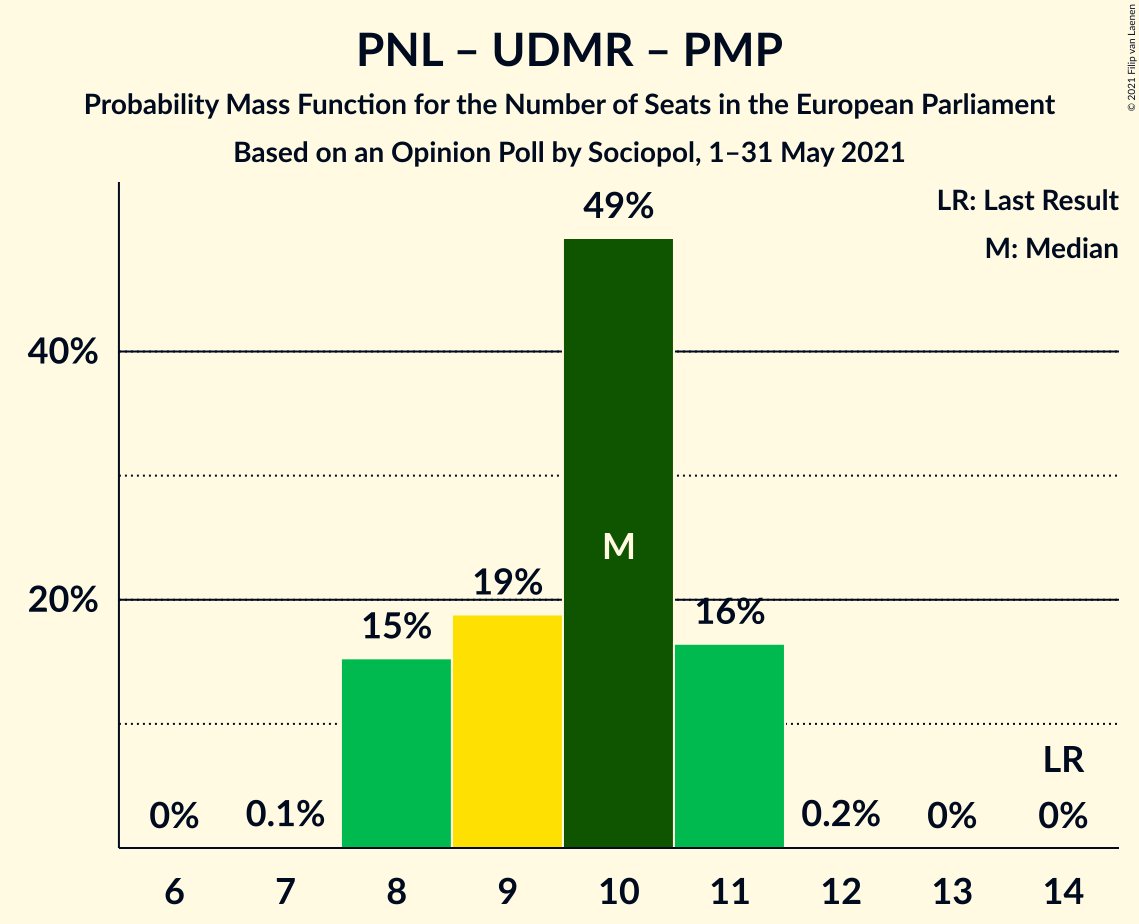 PNL – UDMR – PMP
Probability Mass Function for the Number of Seats in the European Parliament
Based on an Opinion Poll by Sociopol, 1–31 May 2021
© 2021 Filip van Laenen
LR: Last Result
M: Median
49%
40%
M
19%
20%
15%
16%
LR
0%
0.1%
0.2%
0%
0%
6 7 8 9 10 11 12 13 14